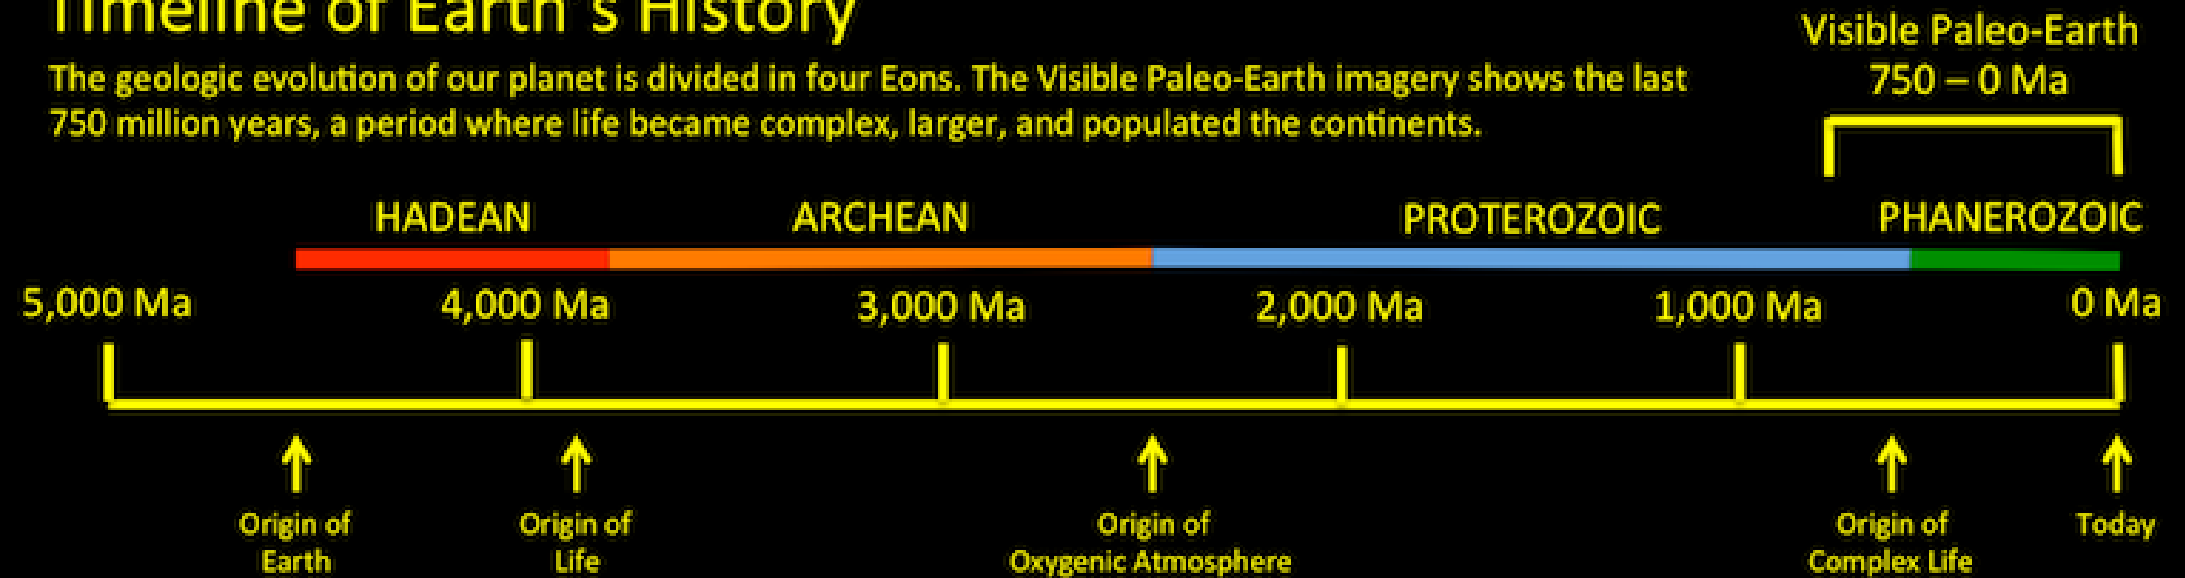 Timeline of Earth's History
The geologic evolution of our planet is divided in four Eons. The Visible Paleo-Earth imagery shows the last
750 million years, a period where life became complex, larger, and populated the continents.
Visible Paleo-Earth
750 – 0 Ma
HADEAN
ARCHEAN
PROTEROZOIC
PHANEROZOIC
5,000 Ma
4,000 Ma
3,000 Ma
2,000 Ma
1,000 Ma
0 Ma
Origin of
Earth
Origin of
Life
Origin of
Oxygenic Atmosphere
Origin of
Complex Life
Today